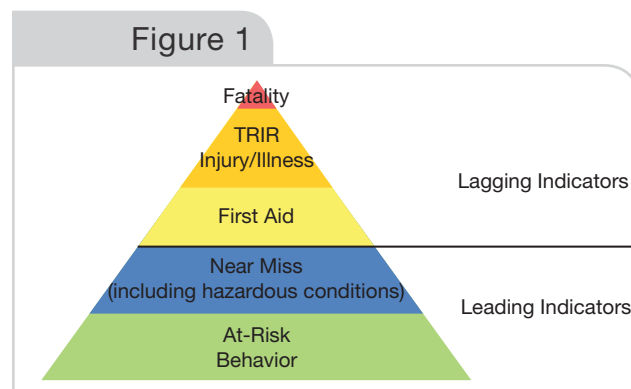 Figure 1
Fatality
TRIR
Injury/Illness
Lagging Indicators
First Aid
Near Miss
(including hazardous conditions)
Leading Indicators
At-Risk
Behavior